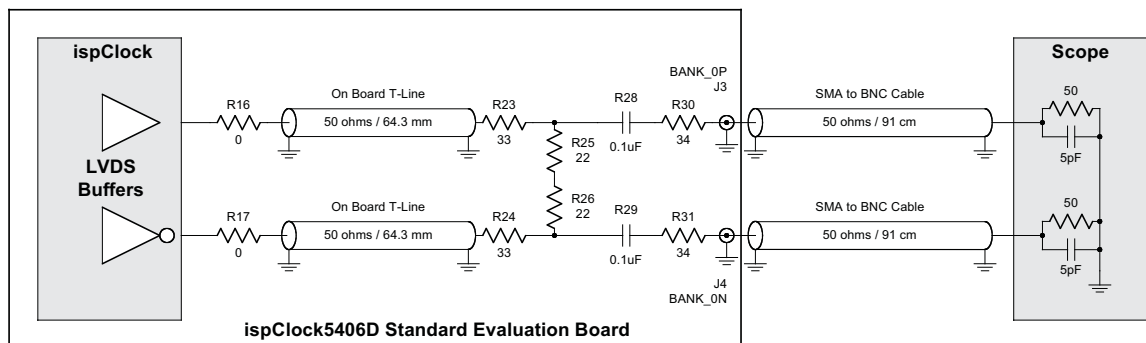 ispClock
Scope
BANK_0P
J3
R16
On Board T-Line
R23
R28
R30
SMA to BNC Cable
50
50 ohms / 64.3 mm
50 ohms / 91 cm
0
33
R25
22
0.1uF
34
5pF
LVDS
Buffers
R26
22
R17
On Board T-Line
R24
R29
R31
SMA to BNC Cable
50
50 ohms / 64.3 mm
50 ohms / 91 cm
0
33
0.1uF
34
5pF
J4
BANK_0N
ispClock5406D Standard Evaluation Board